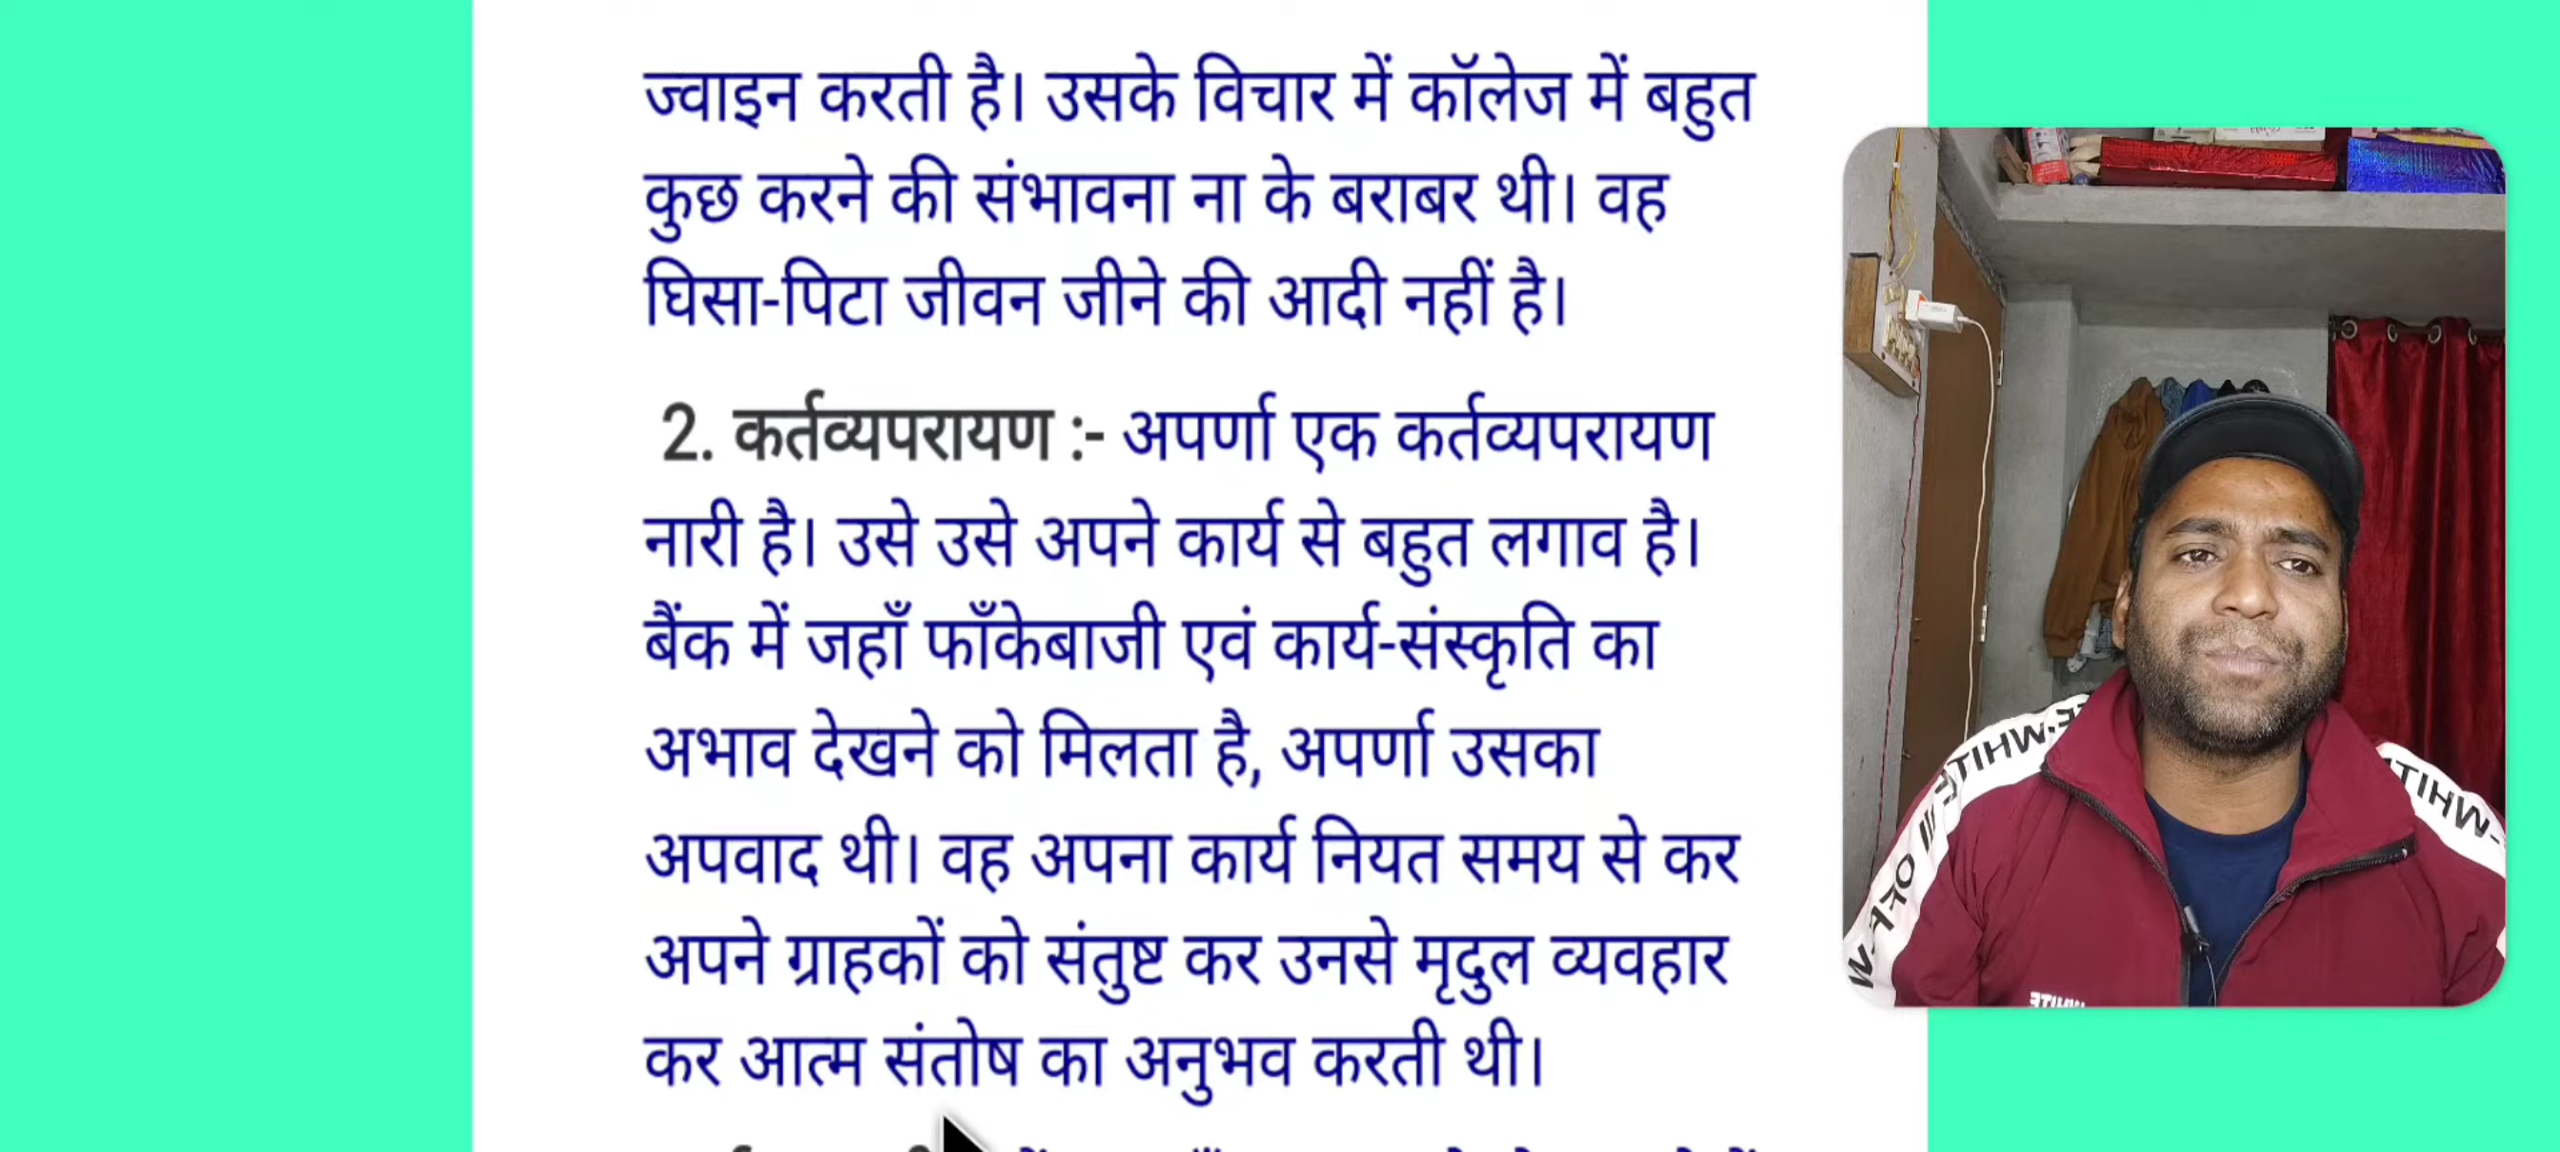 ज्वाइन करती है। उसके विचार में कॉलेज में बहुत
कुछ करने की संभावना ना के बराबर थी। वह
घिसा-पिटा जीवन जीने की आदी नहीं है।
2. कर्तव्यपरायण :- अपर्णा एक कर्तव्यपरायण
नारी है। उसे उसे अपने कार्य से बहुत लगाव है।
बैंक में जहाँ फाँकेबाजी एवं कार्य-संस्कृति का
अभाव देखने को मिलता है, अपर्णा उसका
अपवाद थी। वह अपना कार्य नियत समय से कर
अपने ग्राहकों को संतुष्ट कर उनसे मृदुल व्यवहार
कर आत्म संतोष का अनुभव करती थी।